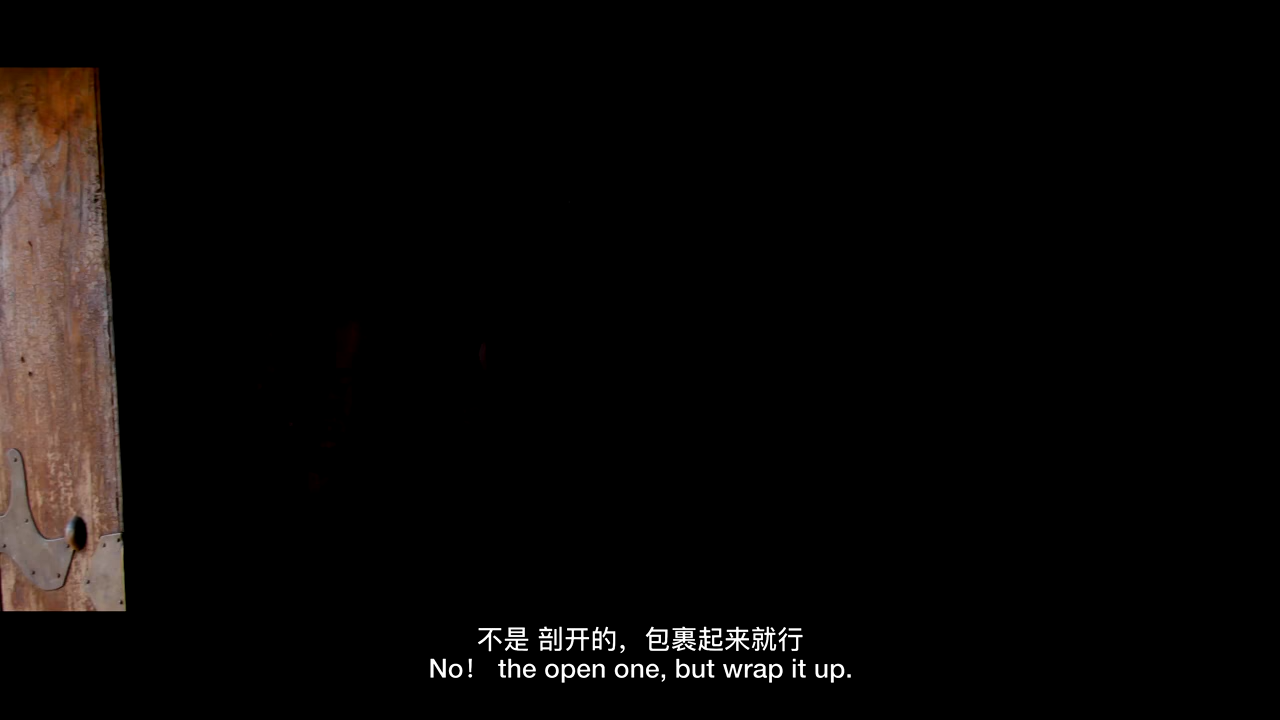 不是 剖开的，包裹起来就行
No！ the open one, but wrap it up.